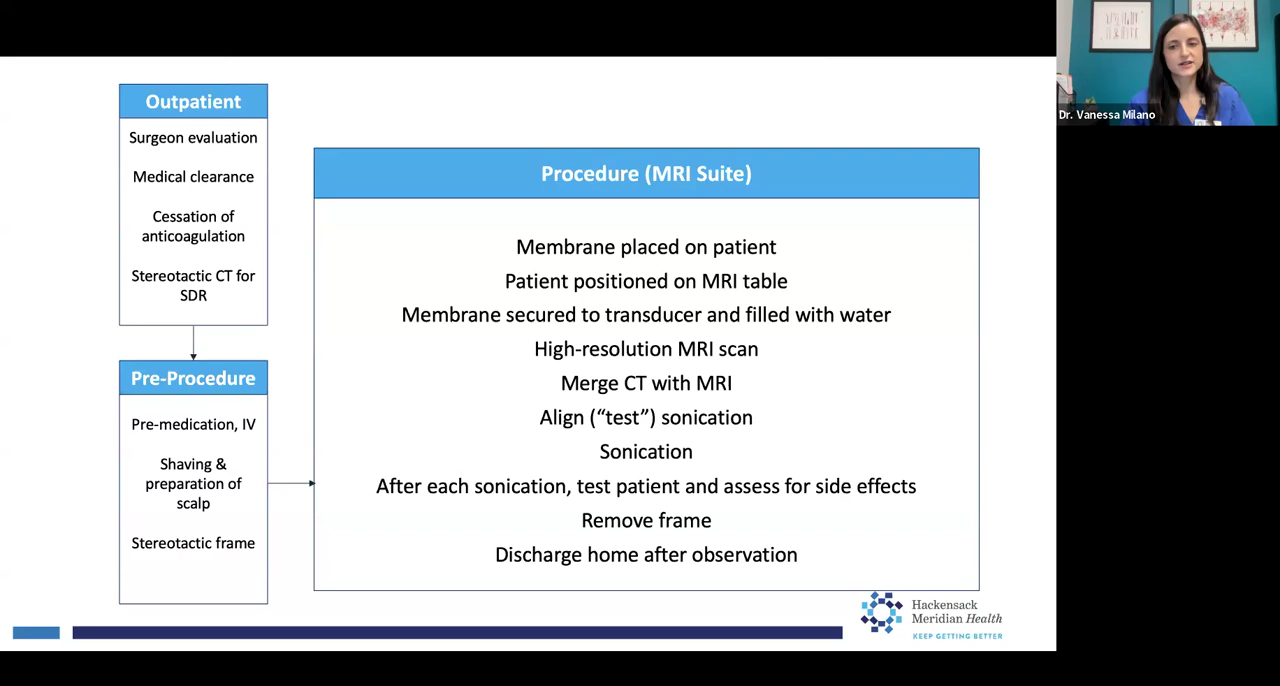 Outpatient
Surgeon evaluation
Medical clearance
Cessation of
anticoagulation
Stereotactic CT for
SDR
Pre-Procedure
Pre-medication, IV
Shaving &
preparation of
scalp
Stereotactic frame
Procedure (MRI Suite)
Membrane placed on patient
Patient positioned on MRI table
Membrane secured to transducer and filled with water
High-resolution MRI scan
Merge CT with MRI
Align (“test”) sonication
Sonication
After each sonication, test patient and assess for side effects
Remove frame
Discharge home after observation
Hackensack
Meridian Health
KEEP GETTING BETTER
Dr. Vanessa Milano